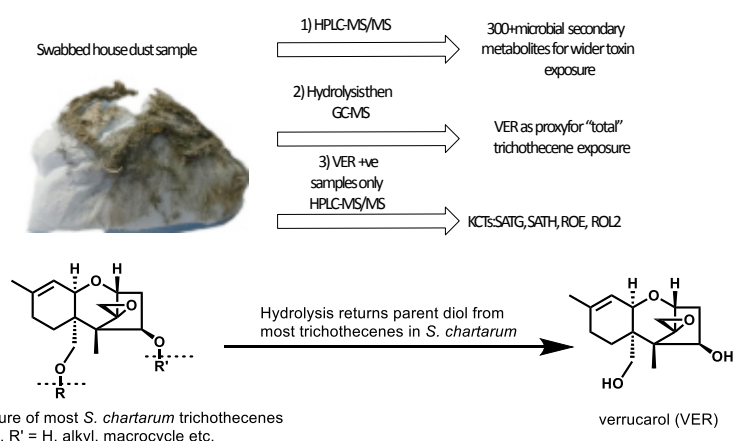 Swabbed house dust sample
1) HPLC-MS/MS
300+microbial secondary
metabolites for wider toxin
exposure
2) Hydrolysis then
GC-MS
VER as proxy for "total"
trichothecene exposure
3) VER +ve
samples only
HPLC-MS/MS
KCTs:SATG, SATH, ROE, ROL2
H
H
O
O
O
R'
O
R
Hydrolysis returns parent diol from
most trichothecenes in S. chartarum
H
H
O
O
OH
HO
ure of most S. chartarum trichothecenes
, R' = H, alkyl, macrocycle etc.
verrucarol (VER)